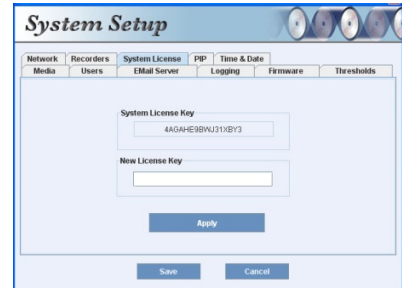 System Setup
Network Recorders System License PIP Time & Date
Media Users EMail Server Logging Firmware Thresholds
System License Key
4AGAHE9BWJ31XBY3
New License Key
Apply
Save Cancel